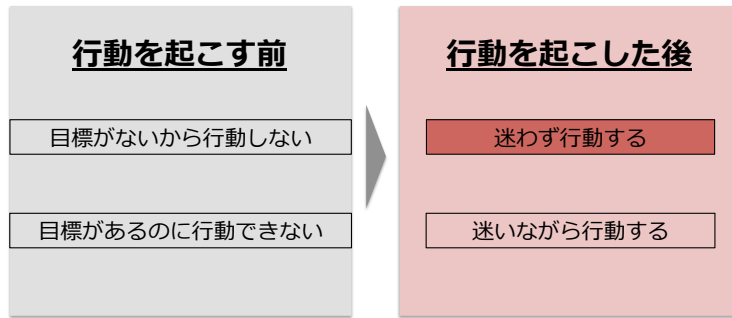 行動を起こす前
目標がないから行動しない
目標があるのに行動できない
行動を起こした後
迷わず行動する
迷いながら行動する